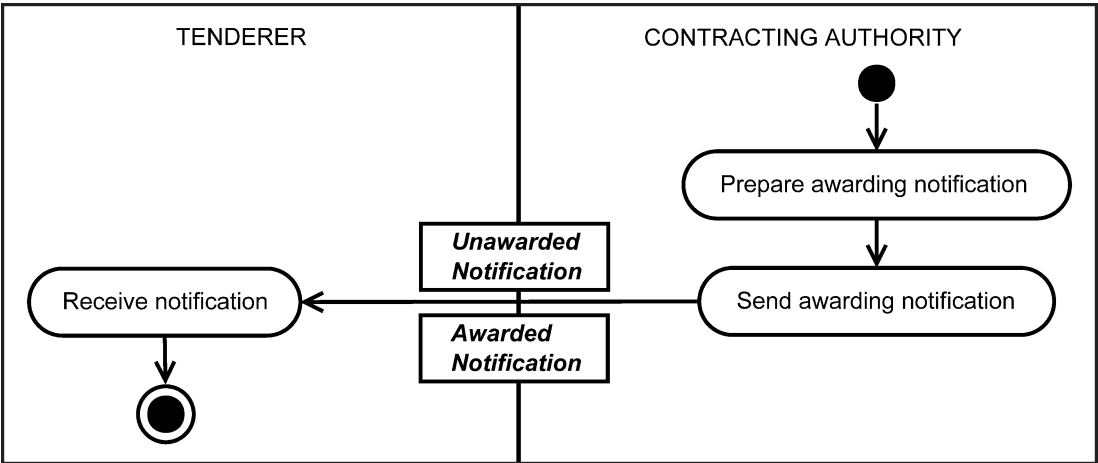 TENDERER
CONTRACTING AUTHORITY
Prepare awarding notification
Unawarded
Notification
Receive notification
Send awarding notification
Awarded
Notification